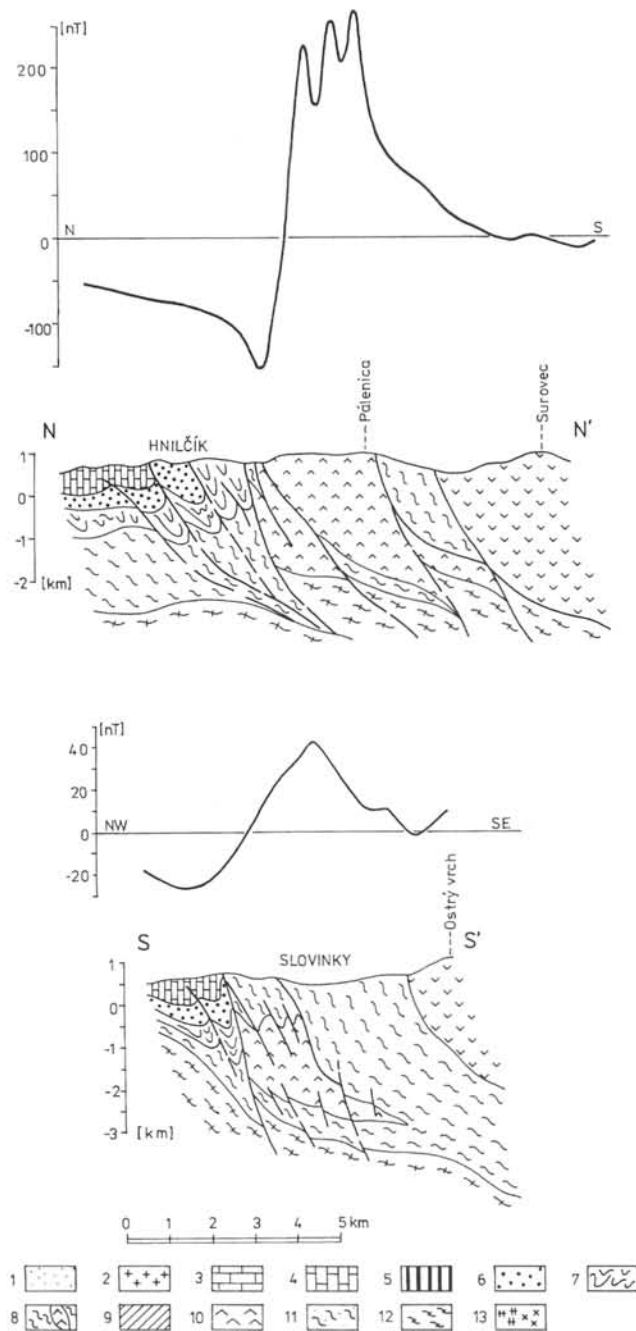 [nT]
200
100
N
S
0
-100
Pálenica
Surovec
N
N'
HNILČÍK
1
0
-1
-2
[km]
[nT]
40
20
0
NW
SE
-20
Ostrý vrch
S
S'
SLOVINKY
1
0
-1
-2
-3
[km]
0 1 2 3 4 5 km
1 2 3 4 5 6 7
8 9 10 11 12 13